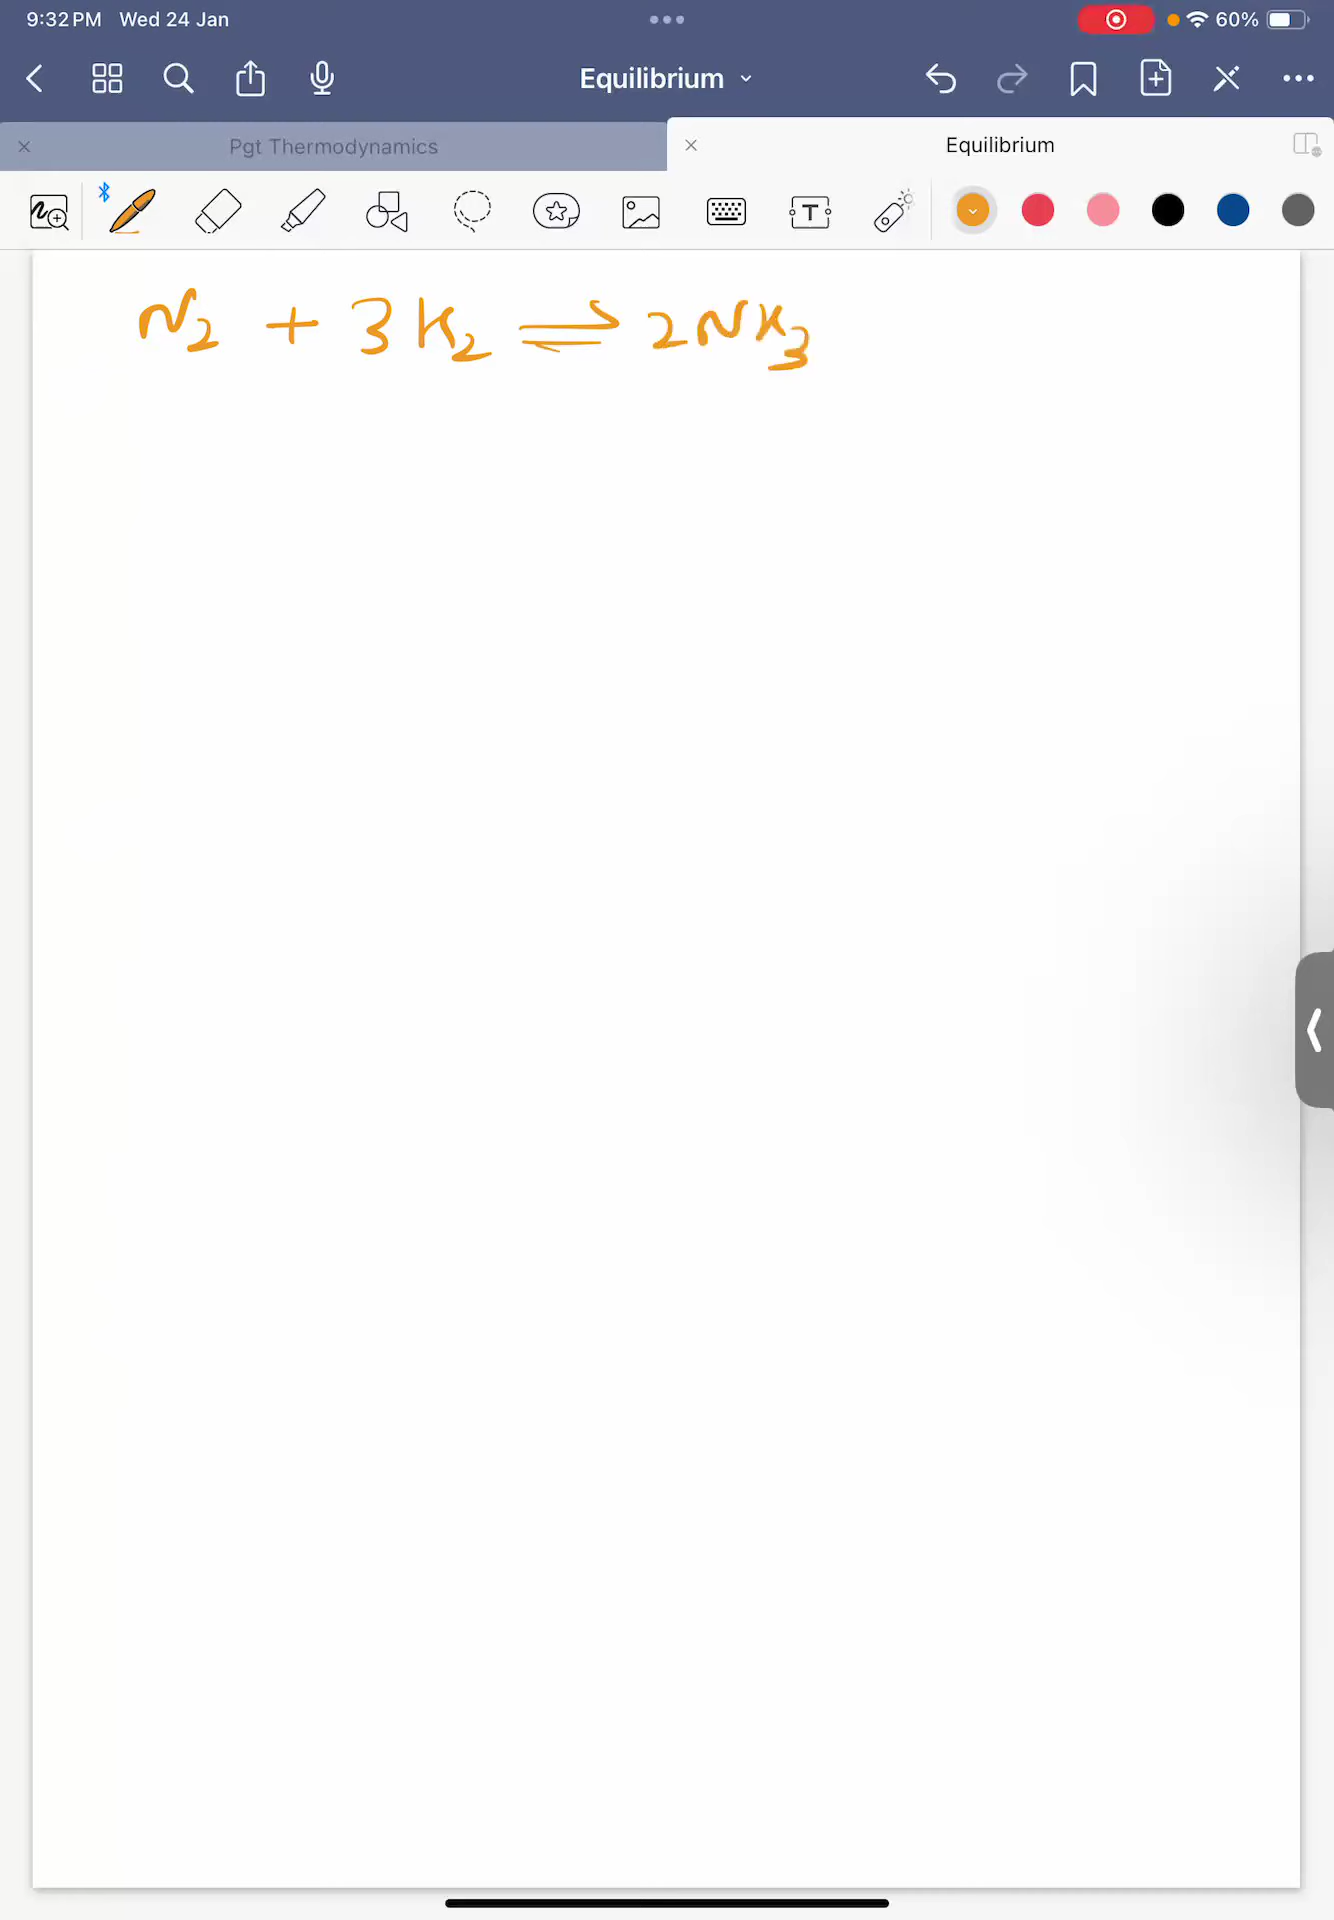 9:32 PM Wed 24 Jan 60%
Equilibrium
Pgt Thermodynamics Equilibrium
T
N₂ + 3H₂ ⇌ 2NH₃